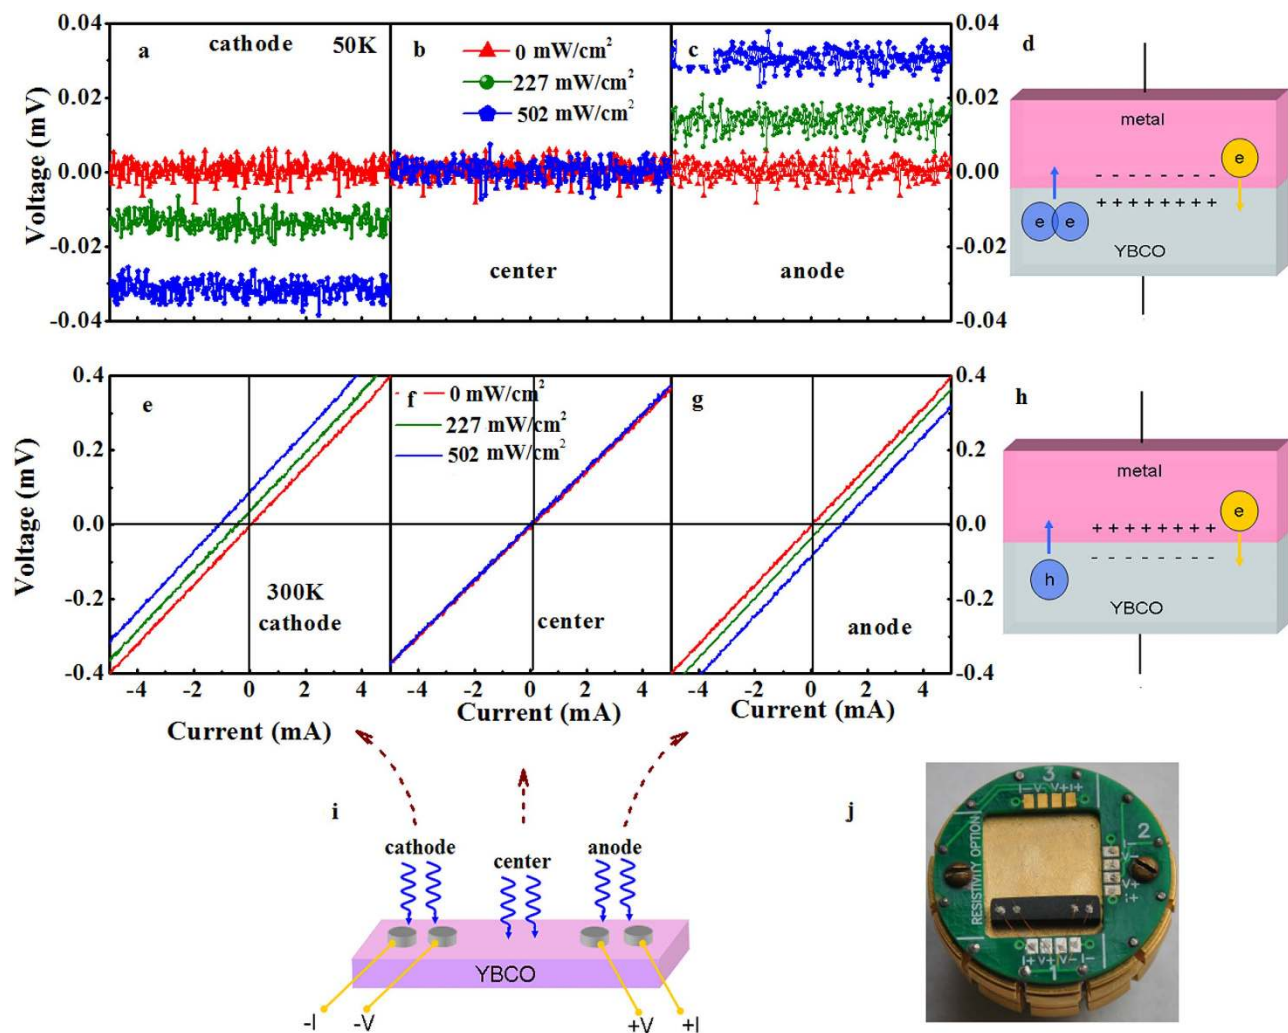 0.04
0.02
0.00
-0.02
-0.04
Voltage (mV)
a
cathode 50K
b
0 mW/cm²
227 mW/cm²
502 mW/cm²
center
c
anode
0.04
0.02
0.00
-0.02
-0.04
d
metal
- - - - - - - -
e
+ + + + + + + +
e e
YBCO
0.4
0.2
0.0
-0.2
-0.4
Voltage (mV)
e
300K
cathode
f
0 mW/cm²
227 mW/cm²
502 mW/cm²
center
g
anode
0.4
0.2
0.0
-0.2
-0.4
h
metal
e
+ + + + + + + +
- - - - - - - -
h
YBCO
-4 -2 0 2 4
-4 -2 0 2 4
-4 -2 0 2 4
Current (mA)
Current (mA)
Current (mA)
i
cathode
center
anode
YBCO
-I
-V
+V
+I
j
3
I- V- V+ I+
2
I-
V-
V+
I+
RESISTIVITY OPTION
I+ V+ V- I-
1